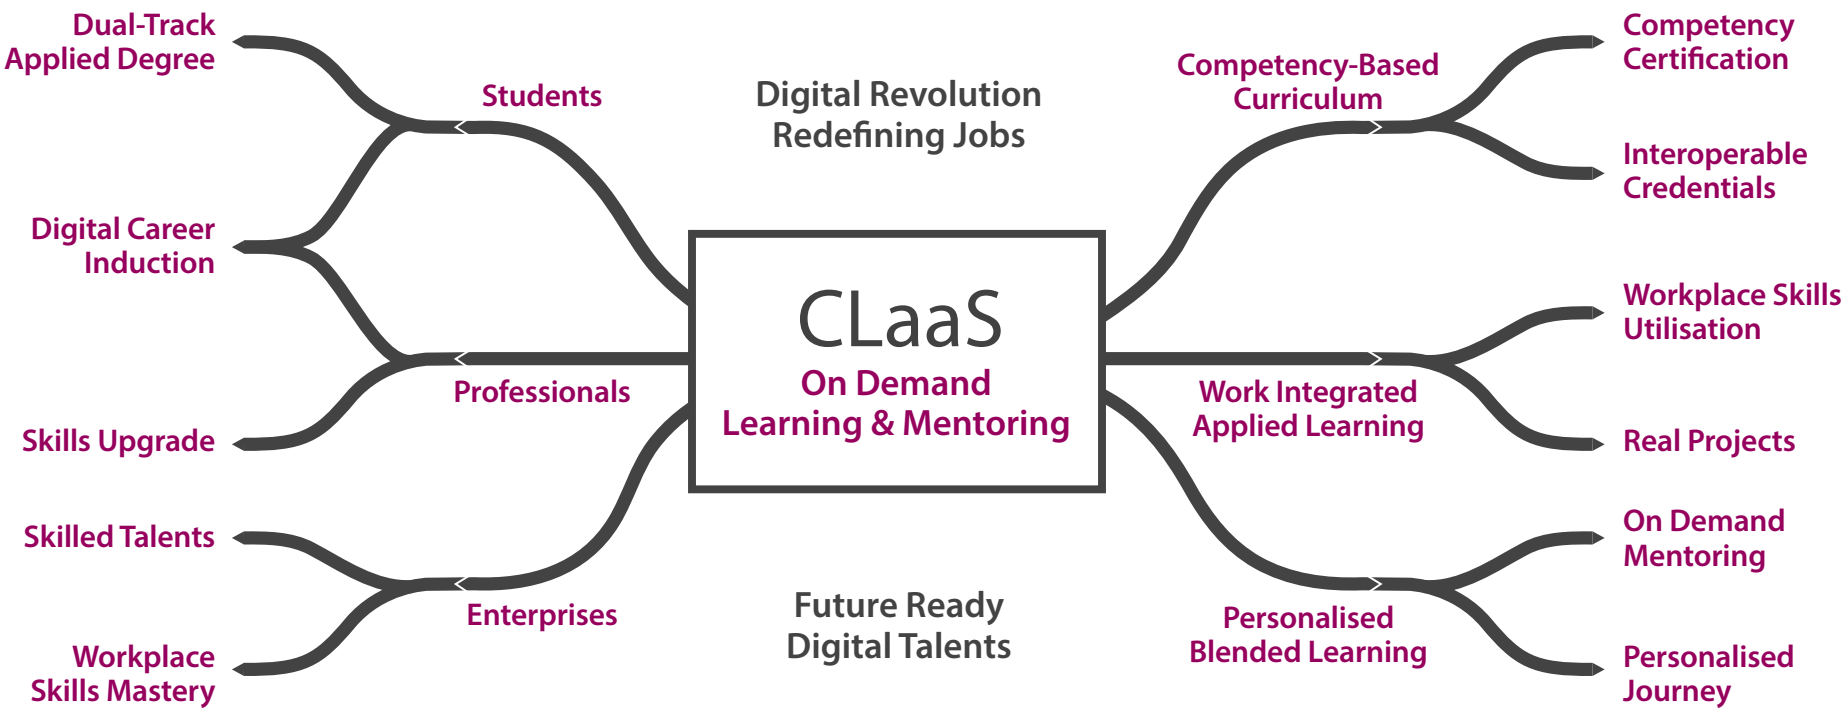 Dual-Track
Applied Degree
Students
Digital Career
Induction
Professionals
Skills Upgrade
Skilled Talents
Enterprises
Workplace
Skills Mastery
Digital Revolution
Redefining Jobs
CLaaS
On Demand
Learning & Mentoring
Future Ready
Digital Talents
Competency-Based
Curriculum
Competency
Certification
Interoperable
Credentials
Work Integrated
Applied Learning
Workplace Skills
Utilisation
Real Projects
Personalised
Blended Learning
On Demand
Mentoring
Personalised
Journey